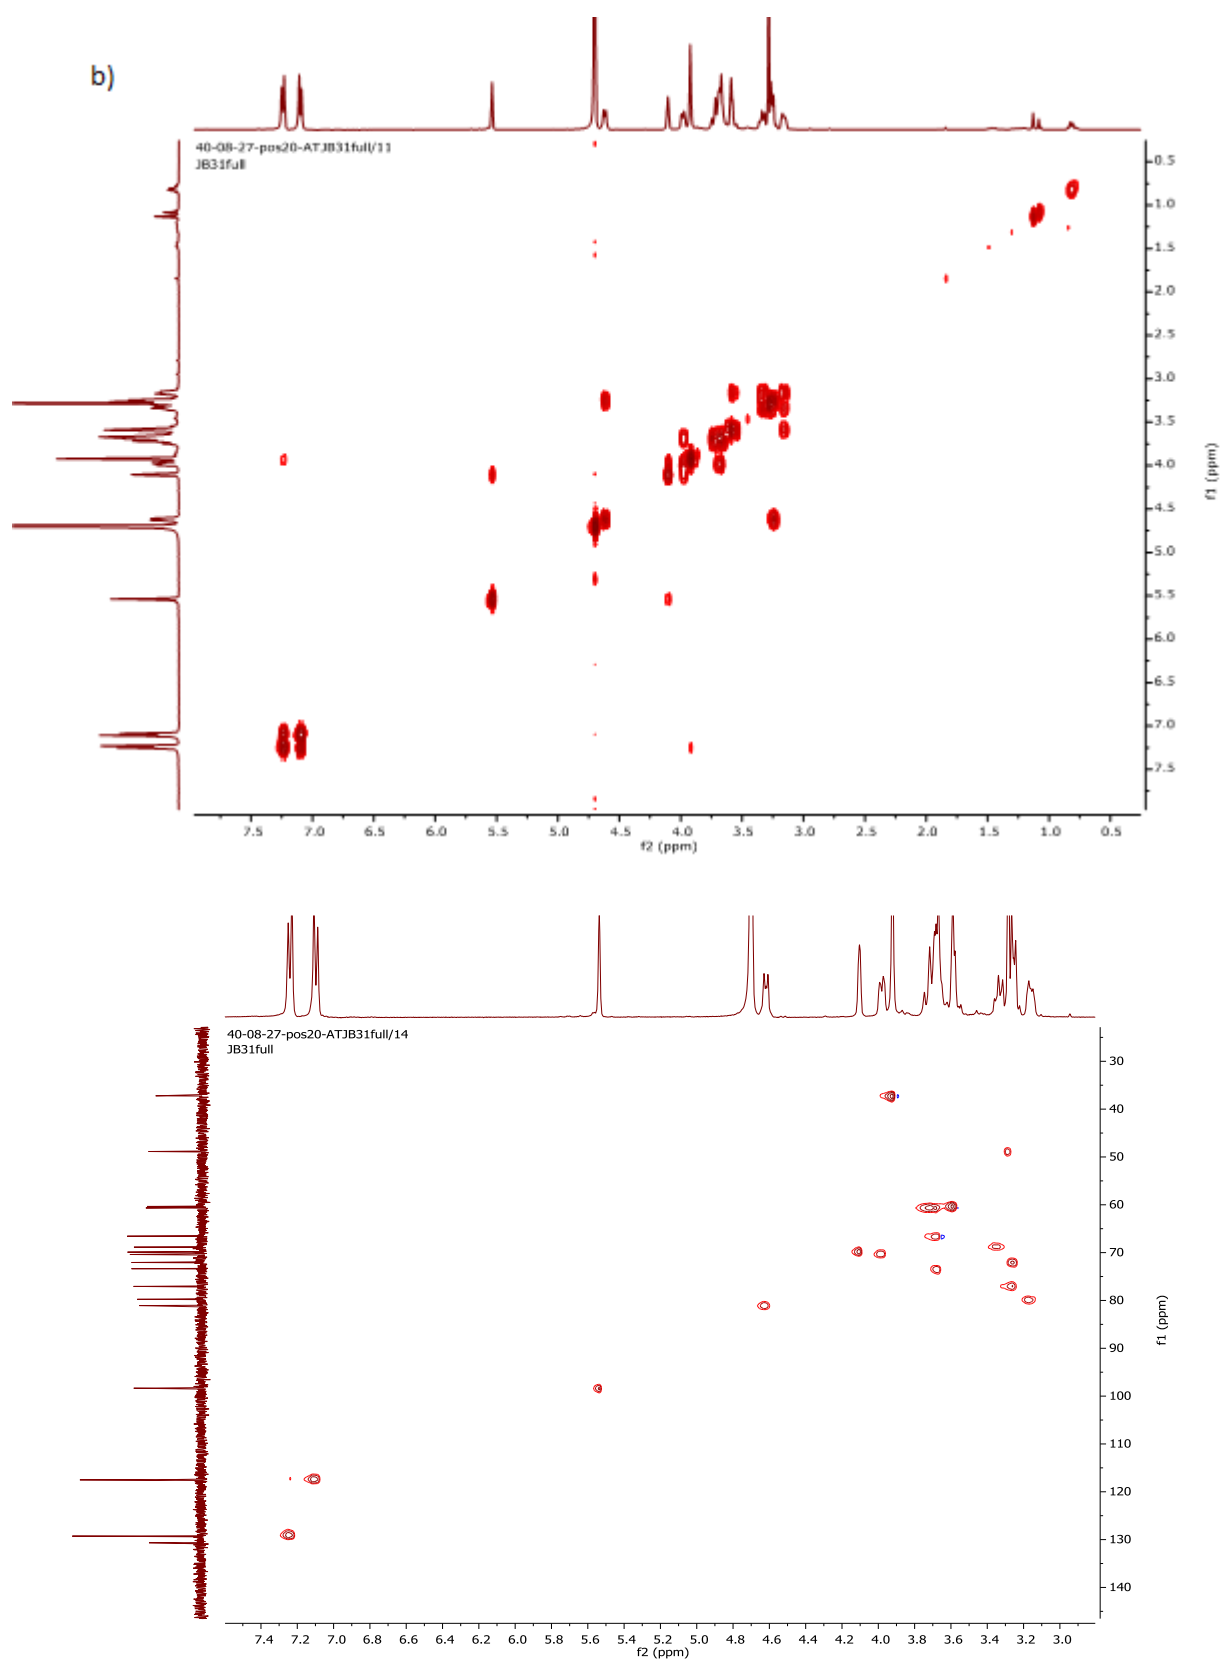 b)
40-08-27-pos20-ATJB31full/11
JB31full
0.5
1.0
1.5
2.0
2.5
3.0
3.5
4.0
4.5
5.0
5.5
6.0
6.5
7.0
7.5
f1 (ppm)
7.5 7.0 6.5 6.0 5.5 5.0 4.5 4.0 3.5 3.0 2.5 2.0 1.5 1.0 0.5
f2 (ppm)
40-08-27-pos20-ATJB31full/14
JB31full
30
40
50
60
70
80
90
100
110
120
130
140
f1 (ppm)
7.4 7.2 7.0 6.8 6.6 6.4 6.2 6.0 5.8 5.6 5.4 5.2 5.0 4.8 4.6 4.4 4.2 4.0 3.8 3.6 3.4 3.2 3.0
f2 (ppm)